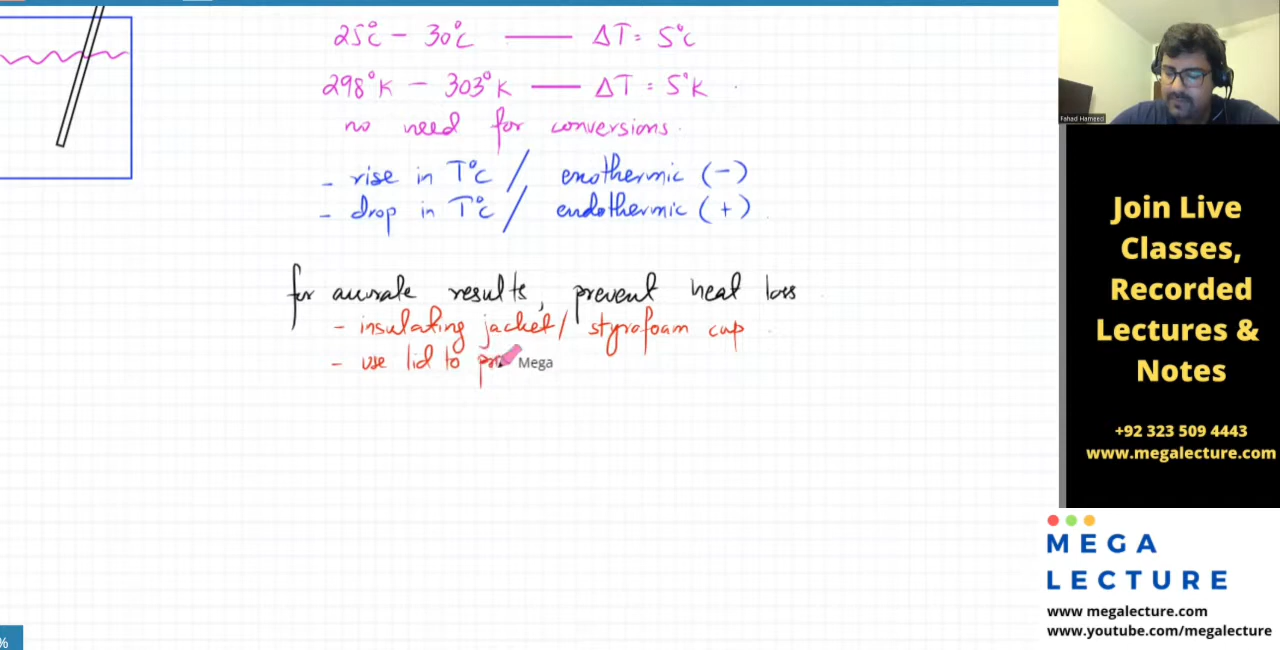 25°C - 30°C — ΔT = 5°C
298°K - 303°K — ΔT = 5°K
no need for conversions.
- rise in T°C / exothermic (-)
- drop in T°C / endothermic (+)
for accurate results, prevent heat loss
- insulating jacket / styrofoam cup
- use lid to pre
Mega
%
Fahad Hameed
Join Live
Classes,
Recorded
Lectures &
Notes
+92 323 509 4443
www.megalecture.com
MEGA
LECTURE
www megalecture.com
www.youtube.com/megalecture